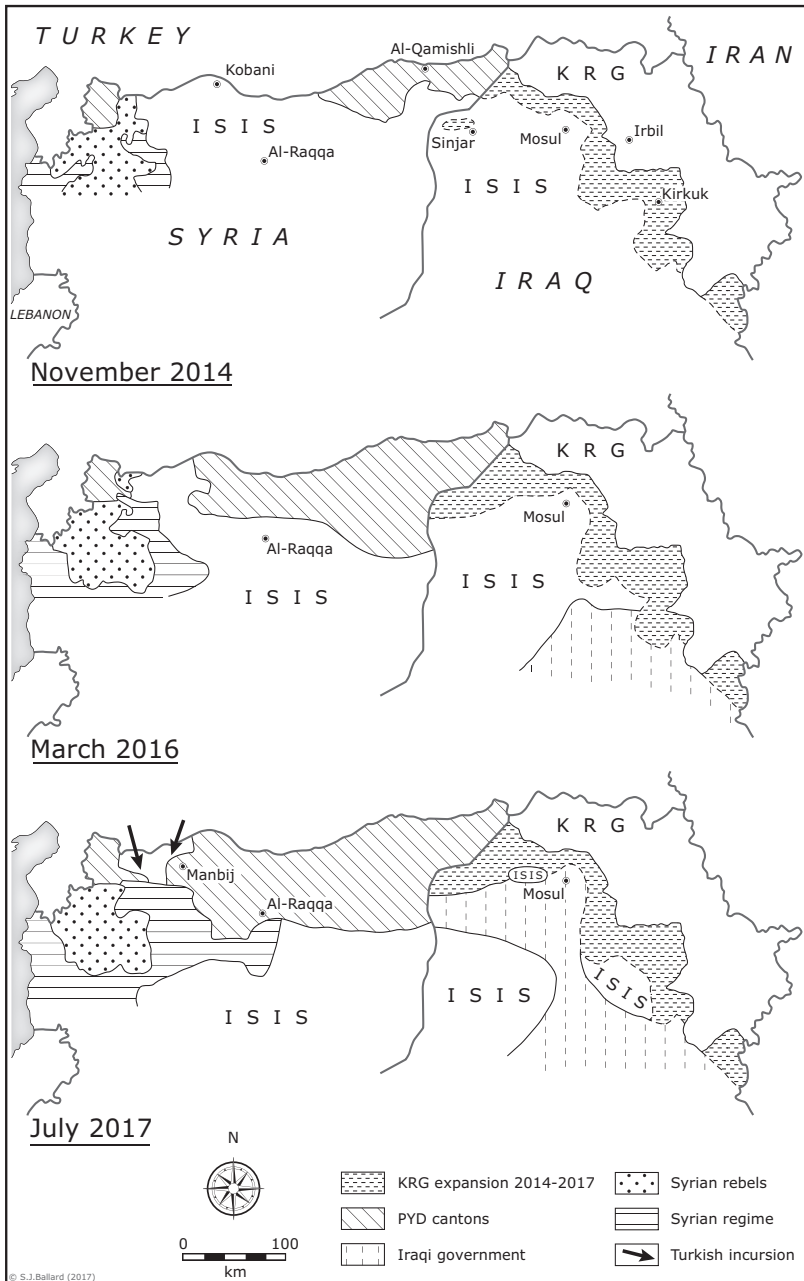 TURKEY
IRAN
Kobani
Al-Qamishli
KRG
ISIS
Al-Raqqa
Sinjar
Mosul
Irbil
ISIS
Kirkuk
SYRIA
IRAQ
LEBANON
November 2014
KRG
Mosul
Al-Raqqa
ISIS
ISIS
March 2016
KRG
Manbij
ISIS
Mosul
Al-Raqqa
ISIS
ISIS
ISIS
July 2017
N
0 100
km
KRG expansion 2014-2017
PYD cantons
Iraqi government
Syrian rebels
Syrian regime
Turkish incursion
© S.J.Ballard (2017)